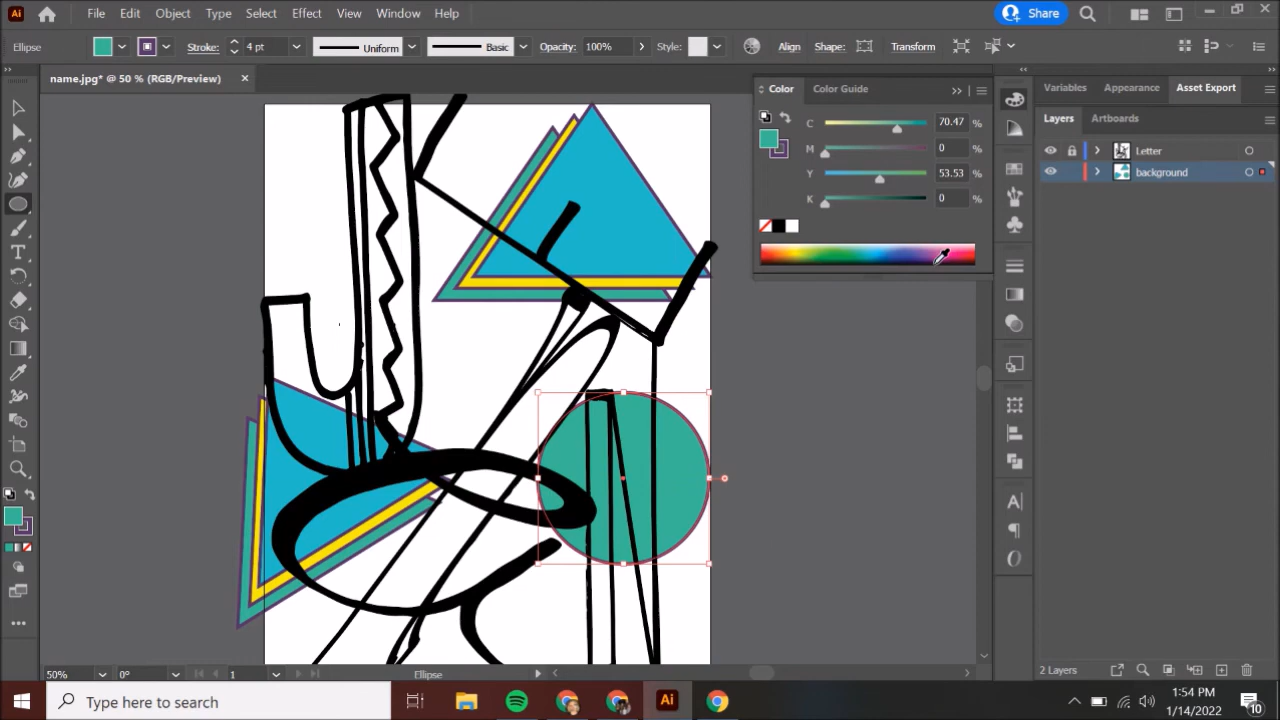 Ai File Edit Object Type Select Effect View Window Help Share
Ellipse Stroke: 4 pt Uniform Basic Opacity: 100% Style: Align Shape: Transform
name.jpg* @ 50 % (RGB/Preview) ×
Color Color Guide
C 70.47 %
M 0 %
Y 53.53 %
K 0 %
Variables Appearance Asset Export
Layers Artboards
Letter
background
2 Layers
50% 0° 1 Ellipse
Type here to search
Ai
1:54 PM
1/14/2022
10